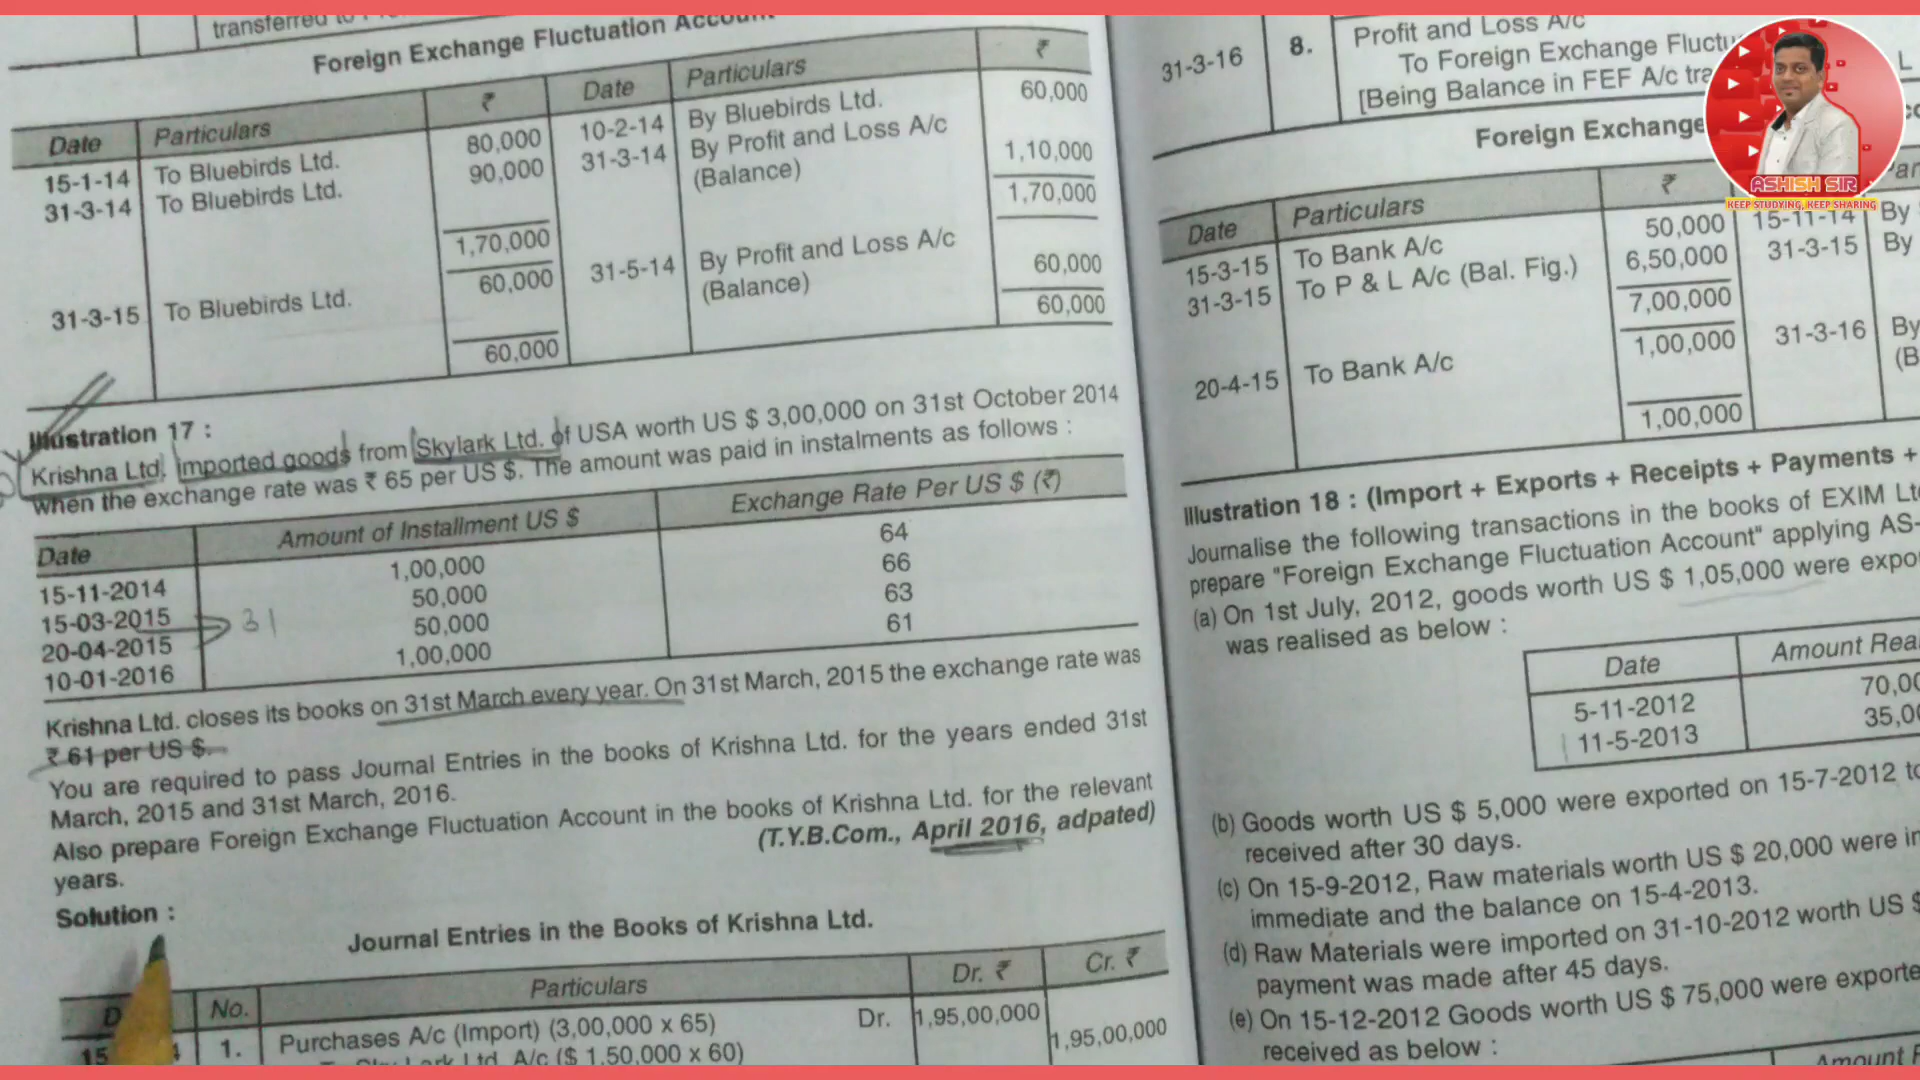 transferred to
Foreign Exchange Fluctuation Account
Date Particulars ₹ Date Particulars ₹
15-1-14 To Bluebirds Ltd. 80,000 10-2-14 By Bluebirds Ltd. 60,000
31-3-14 To Bluebirds Ltd. 90,000 31-3-14 By Profit and Loss A/c
(Balance) 1,10,000
1,70,000 1,70,000
31-3-15 To Bluebirds Ltd. 60,000 31-5-14 By Profit and Loss A/c
(Balance) 60,000
60,000 60,000
Illustration 17 :
Krishna Ltd. imported goods from Skylark Ltd. of USA worth US $ 3,00,000 on 31st October 2014
when the exchange rate was ₹ 65 per US $. The amount was paid in instalments as follows :
Date Amount of Installment US $ Exchange Rate Per US $ (₹)
15-11-2014 1,00,000 64
15-03-2015 50,000 66
20-04-2015 50,000 63
10-01-2016 1,00,000 61
31
Krishna Ltd. closes its books on 31st March every year. On 31st March, 2015 the exchange rate was
₹ 61 per US $.
You are required to pass Journal Entries in the books of Krishna Ltd. for the years ended 31st
March, 2015 and 31st March, 2016.
Also prepare Foreign Exchange Fluctuation Account in the books of Krishna Ltd. for the relevant
years. (T.Y.B.Com., April 2016, adpated)
Solution :
Journal Entries in the Books of Krishna Ltd.
No. Particulars Dr. ₹ Cr. ₹
15 1. Purchases A/c (Import) (3,00,000 x 65) Dr. 1,95,00,000
Lark Ltd. A/c ($ 1,50,000 x 60) 1,95,00,000
31-3-16 8. Profit and Loss A/c
To Foreign Exchange
[Being Balance in FEF A/c
Foreign Exchange
Date Particulars ₹
15-3-15 To Bank A/c 50,000 15-11-14 By
31-3-15 To P & L A/c (Bal. Fig.) 6,50,000 31-3-15 By
7,00,000
20-4-15 To Bank A/c 1,00,000 31-3-16 By
1,00,000
Illustration 18 : (Import + Exports + Receipts + Payments +
Journalise the following transactions in the books of EXIM
prepare "Foreign Exchange Fluctuation Account" applying AS-
(a) On 1st July, 2012, goods worth US $ 1,05,000 were
was realised as below :
Date Amount
5-11-2012
11-5-2013
(b) Goods worth US $ 5,000 were exported on 15-7-2012
received after 30 days.
(c) On 15-9-2012, Raw materials worth US $ 20,000 were
immediate and the balance on 15-4-2013.
(d) Raw Materials were imported on 31-10-2012 worth US $
payment was made after 45 days.
(e) On 15-12-2012 Goods worth US $ 75,000 were
received as below :
Amount
ASHISH SIR
KEEP STUDYING, KEEP SHARING